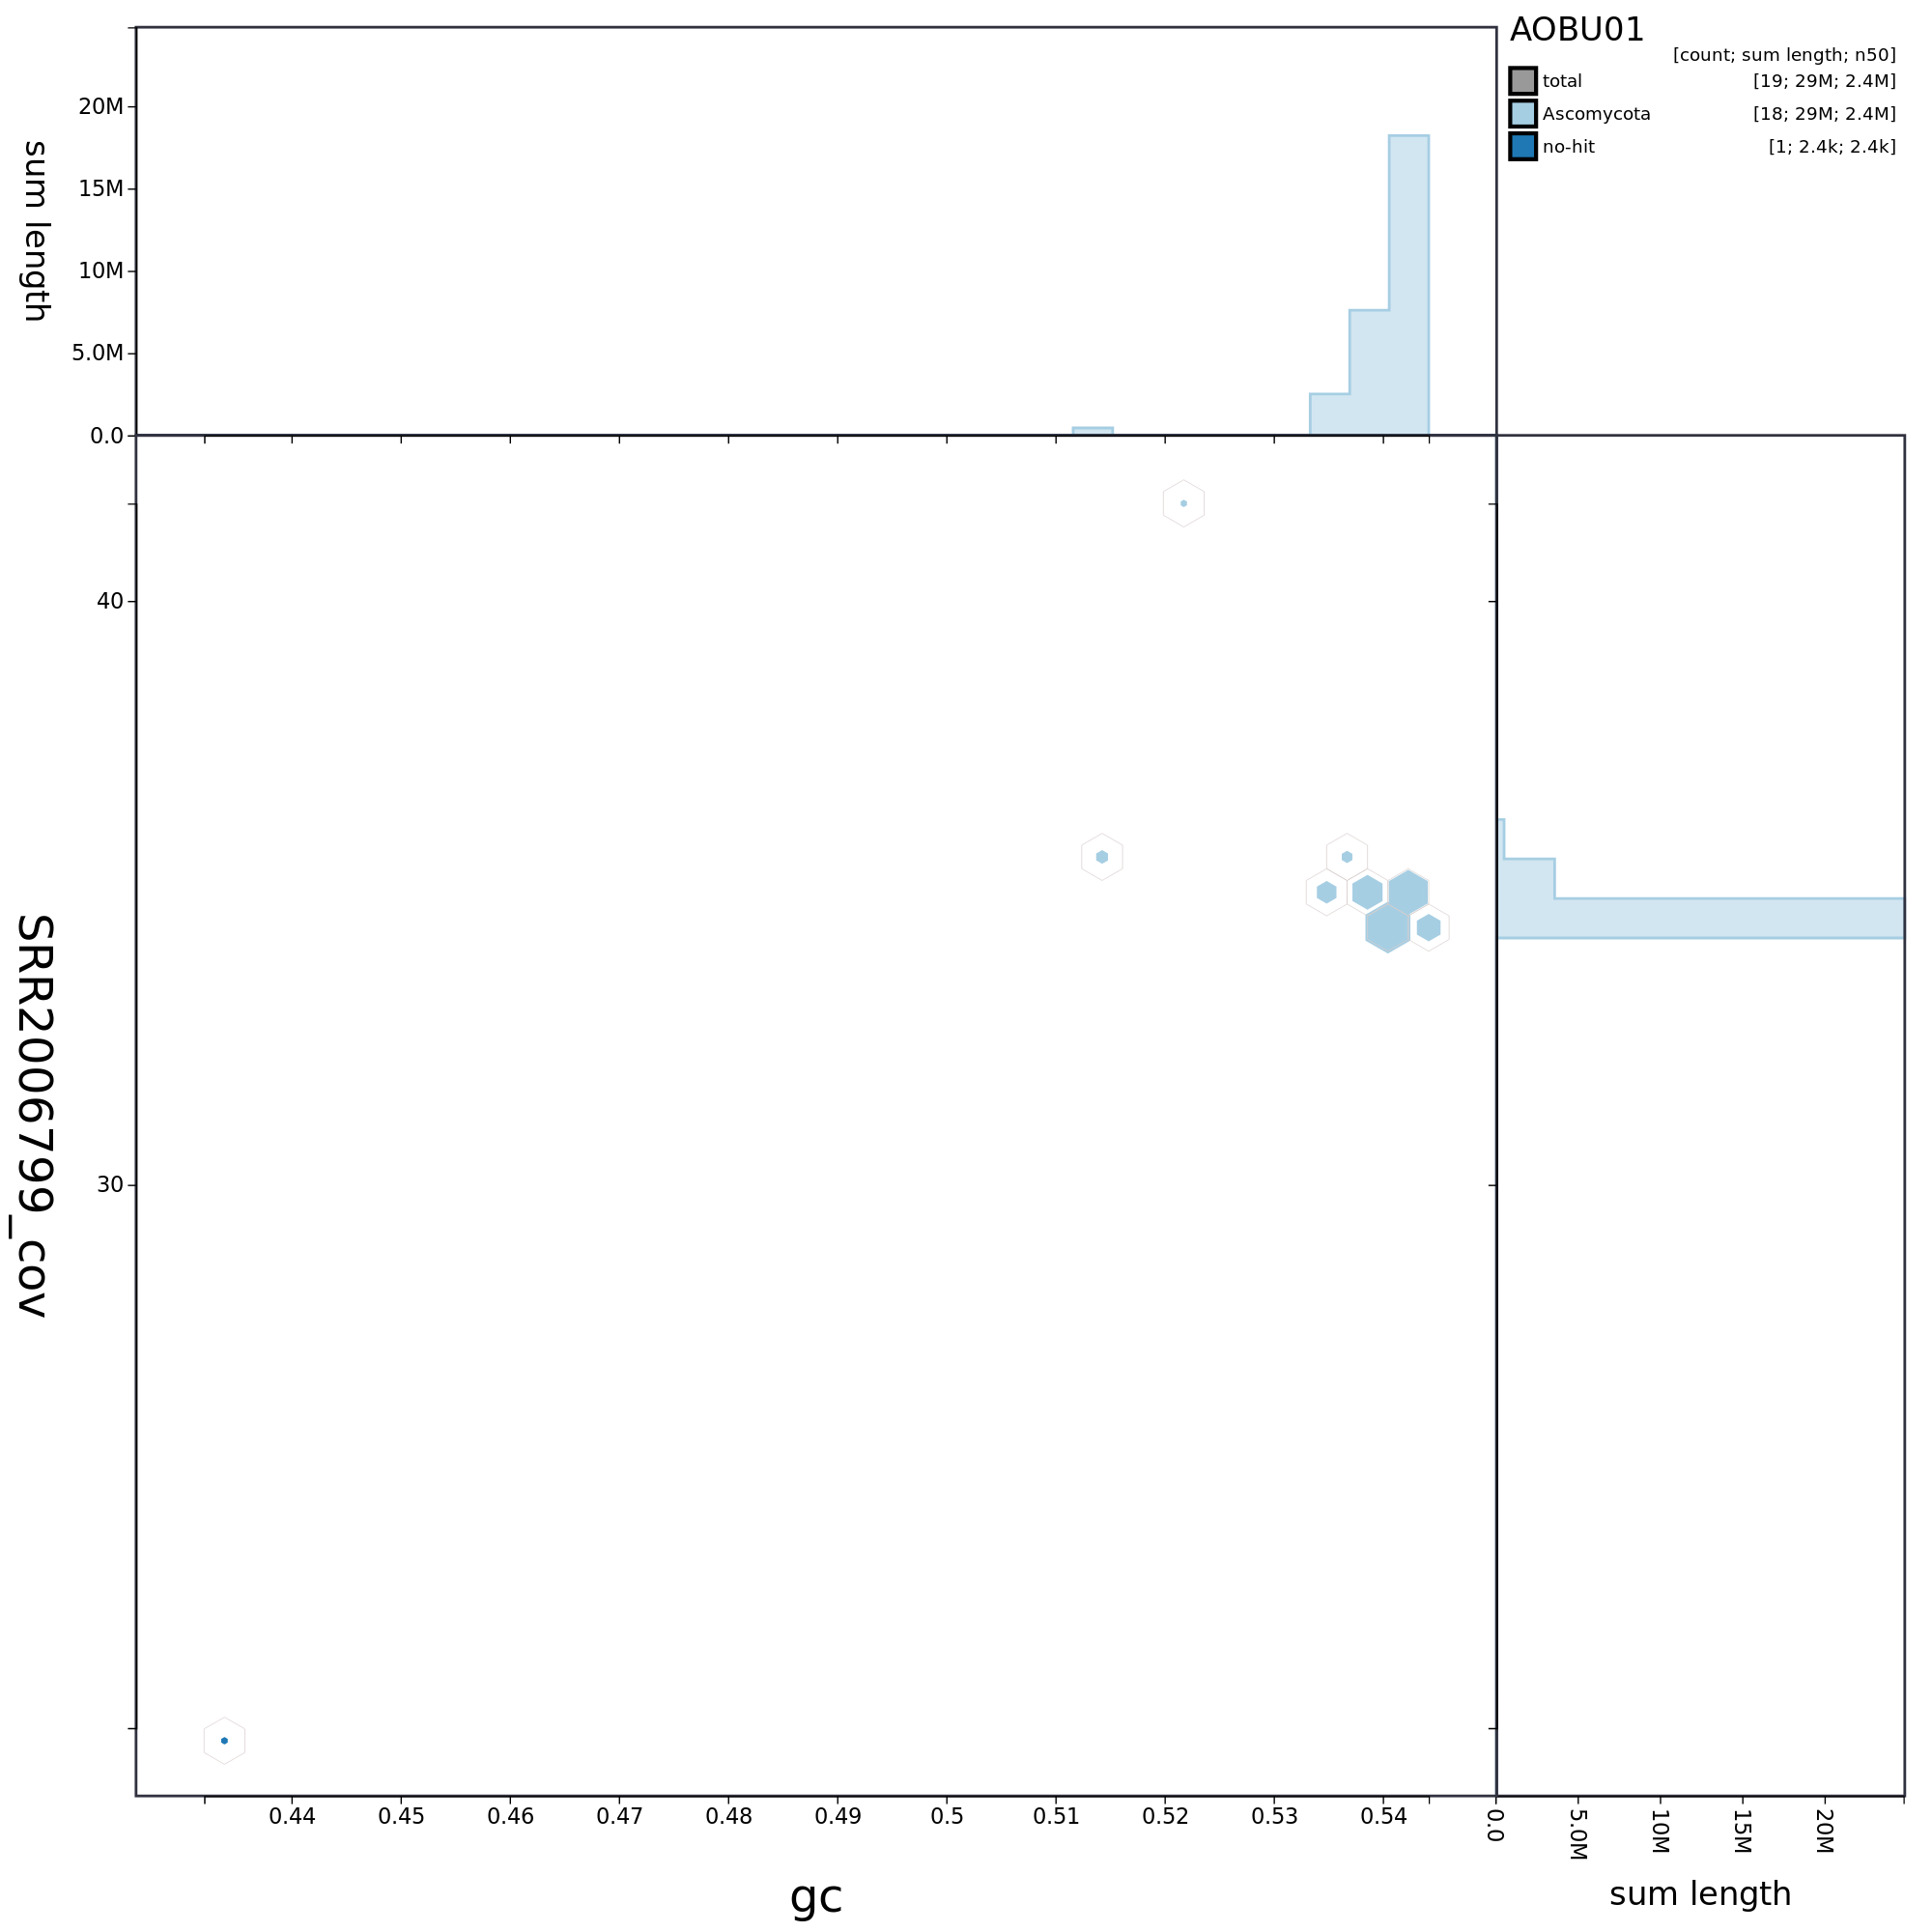 AOBU01
[count; sum length; n50]
total [19; 29M; 2.4M]
Ascomycota [18; 29M; 2.4M]
no-hit [1; 2.4k; 2.4k]
sum length
20M
15M
10M
5.0M
0.0
SRR2006799_cov
40
30
0.44 0.45 0.46 0.47 0.48 0.49 0.5 0.51 0.52 0.53 0.54
gc
0.0 5.0M 10M 15M 20M
sum length